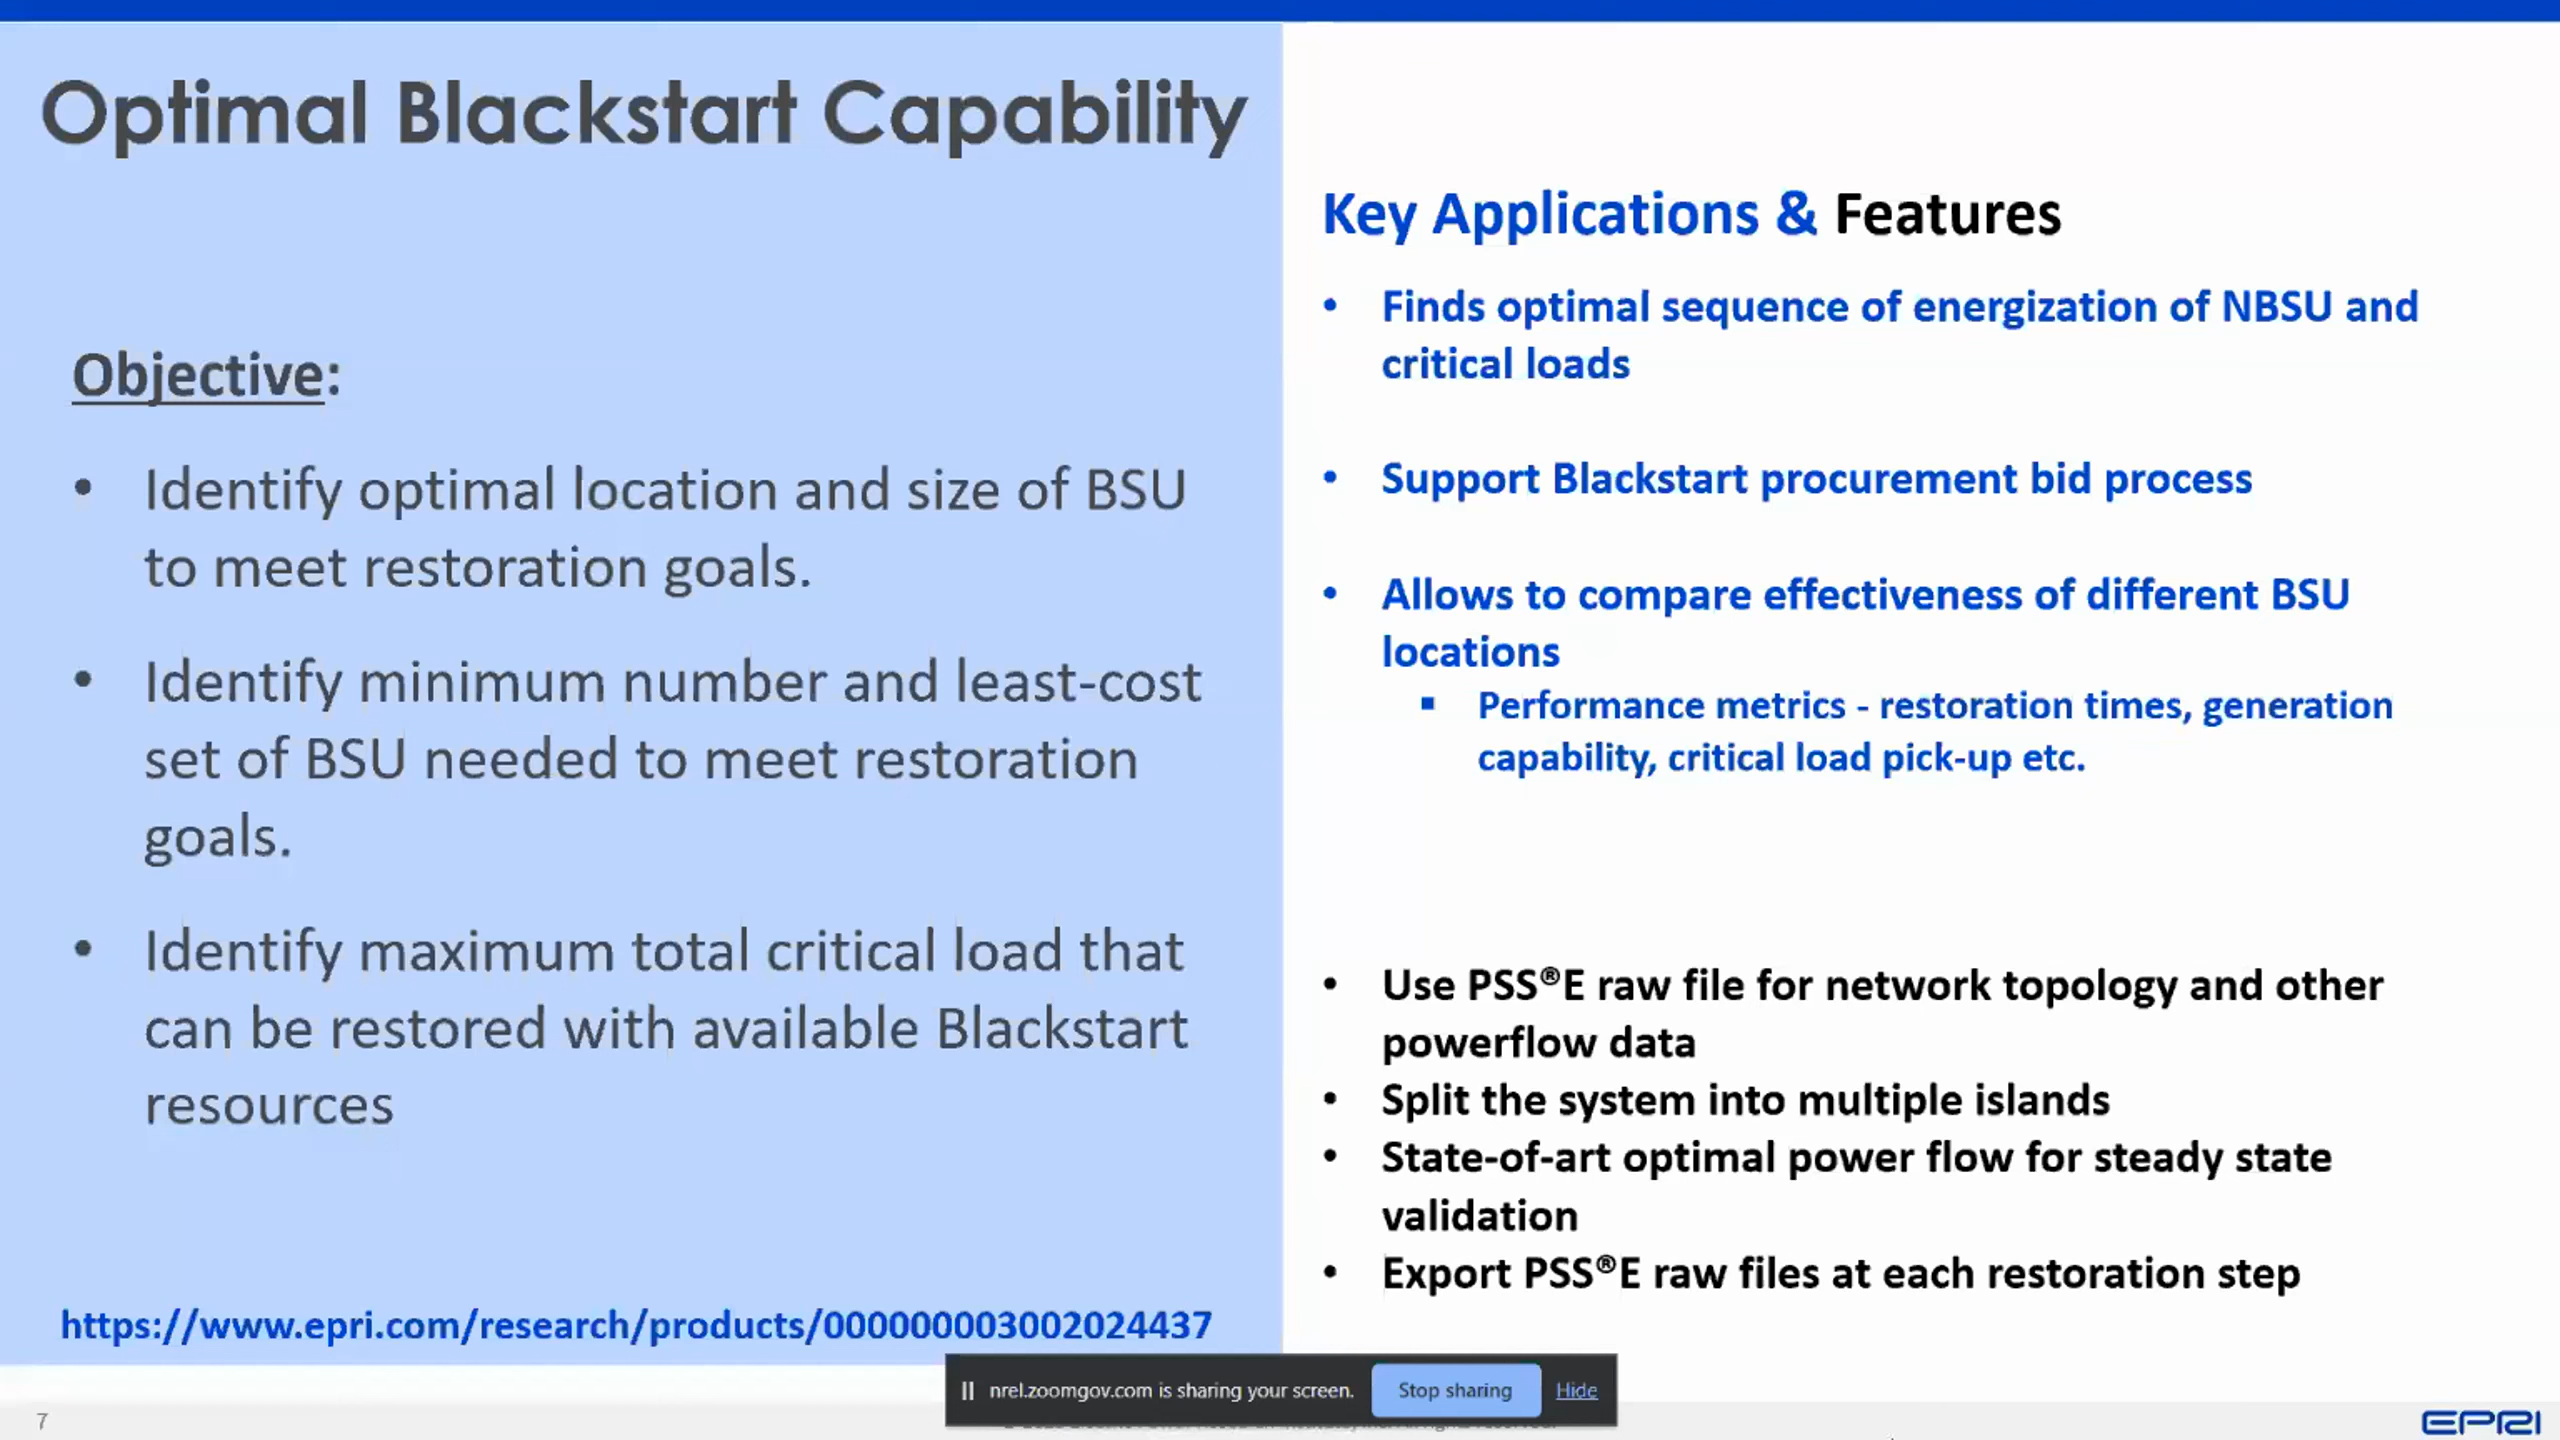 Optimal Blackstart Capability
Objective:
• Identify optimal location and size of BSU
to meet restoration goals.
• Identify minimum number and least-cost
set of BSU needed to meet restoration
goals.
• Identify maximum total critical load that
can be restored with available Blackstart
resources
https://www.epri.com/research/products/000000003002024437
Key Applications & Features
• Finds optimal sequence of energization of NBSU and
critical loads
• Support Blackstart procurement bid process
• Allows to compare effectiveness of different BSU
locations
▪ Performance metrics - restoration times, generation
capability, critical load pick-up etc.
• Use PSS®E raw file for network topology and other
powerflow data
• Split the system into multiple islands
• State-of-art optimal power flow for steady state
validation
• Export PSS®E raw files at each restoration step
nrel.zoomgov.com is sharing your screen. Stop sharing Hide
7
EPRI